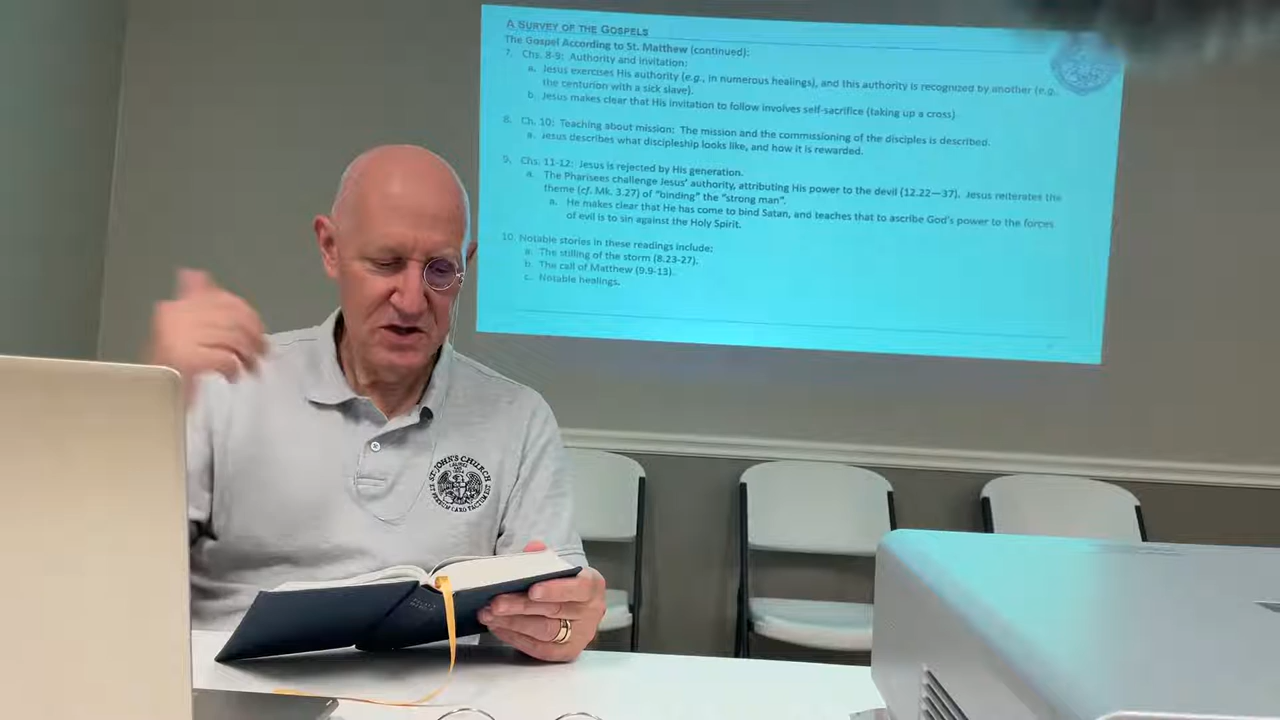 A SURVEY OF THE GOSPELS
The Gospel According to St. Matthew (continued):
7. Chs. 8-9: Authority and invitation:
a. Jesus exercises His authority (e.g., in numerous healings), and this authority is recognized by another (e.g.,
the centurion with a sick slave).
b. Jesus makes clear that His invitation to follow involves self-sacrifice (taking up a cross)
8. Ch. 10: Teaching about mission: The mission and the commissioning of the disciples is described.
a. Jesus describes what discipleship looks like, and how it is rewarded.
9. Chs. 11-12: Jesus is rejected by His generation.
a. The Pharisees challenge Jesus' authority, attributing His power to the devil (12.22—37). Jesus reiterates the
theme (cf. Mk. 3.27) of "binding" the "strong man".
a. He makes clear that He has come to bind Satan, and teaches that to ascribe God's power to the forces
of evil is to sin against the Holy Spirit.
10. Notable stories in these readings include:
a. The stilling of the storm (8.23-27).
b. The call of Matthew (9.9-13).
c. Notable healings.
ST. JOHN'S CHURCH